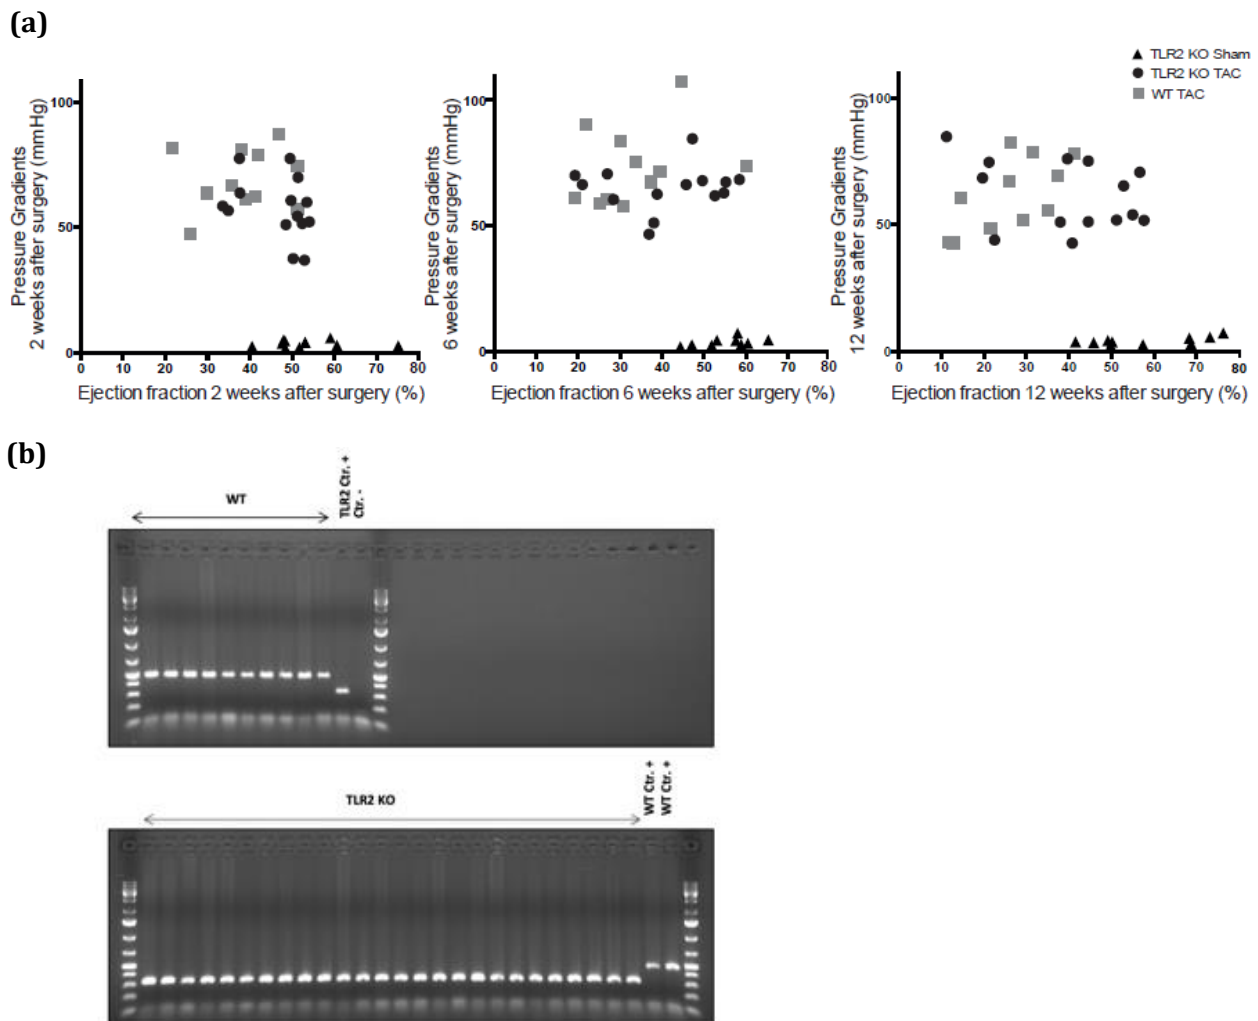 (a)
TLR2 KO Sham
TLR2 KO TAC
WT TAC
Pressure Gradients
2 weeks after surgery (mmHg)
100
50
0
0 10 20 30 40 50 60 70 80
Ejection fraction 2 weeks after surgery (%)
Pressure Gradients
6 weeks after surgery (mmHg)
100
50
0
0 10 20 30 40 50 60 70 80
Ejection fraction 6 weeks after surgery (%)
Pressure Gradients
12 weeks after surgery (mmHg)
100
50
0
0 10 20 30 40 50 60 70 80
Ejection fraction 12 weeks after surgery (%)
(b)
WT
TLR2 Ctr. +
Ctr. -
TLR2 KO
WT Ctr. +
WT Ctr. +